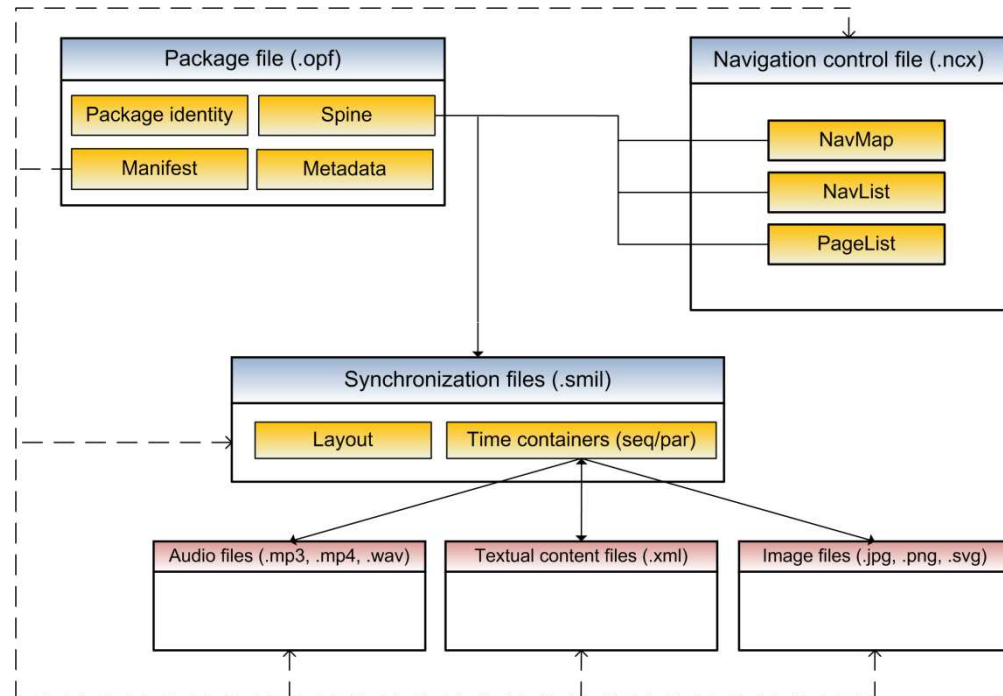 Package file (.opf)
Package identity
Spine
Manifest
Metadata
Navigation control file (.ncx)
NavMap
NavList
PageList
Synchronization files (.smil)
Layout
Time containers (seq/par)
Audio files (.mp3, .mp4, .wav)
Textual content files (.xml)
Image files (.jpg, .png, .svg)